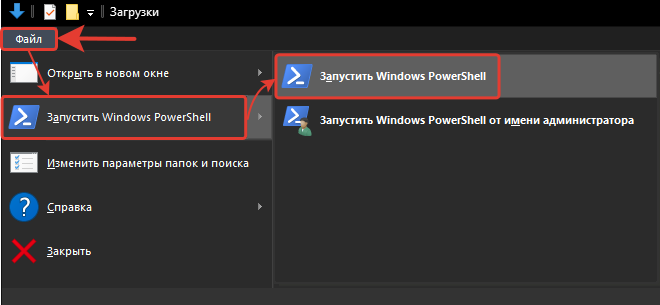 Загрузки
Файл
Открыть в новом окне
Запустить Windows PowerShell
Изменить параметры папок и поиска
Справка
Закрыть
Запустить Windows PowerShell
Запустить Windows PowerShell от имени администратора